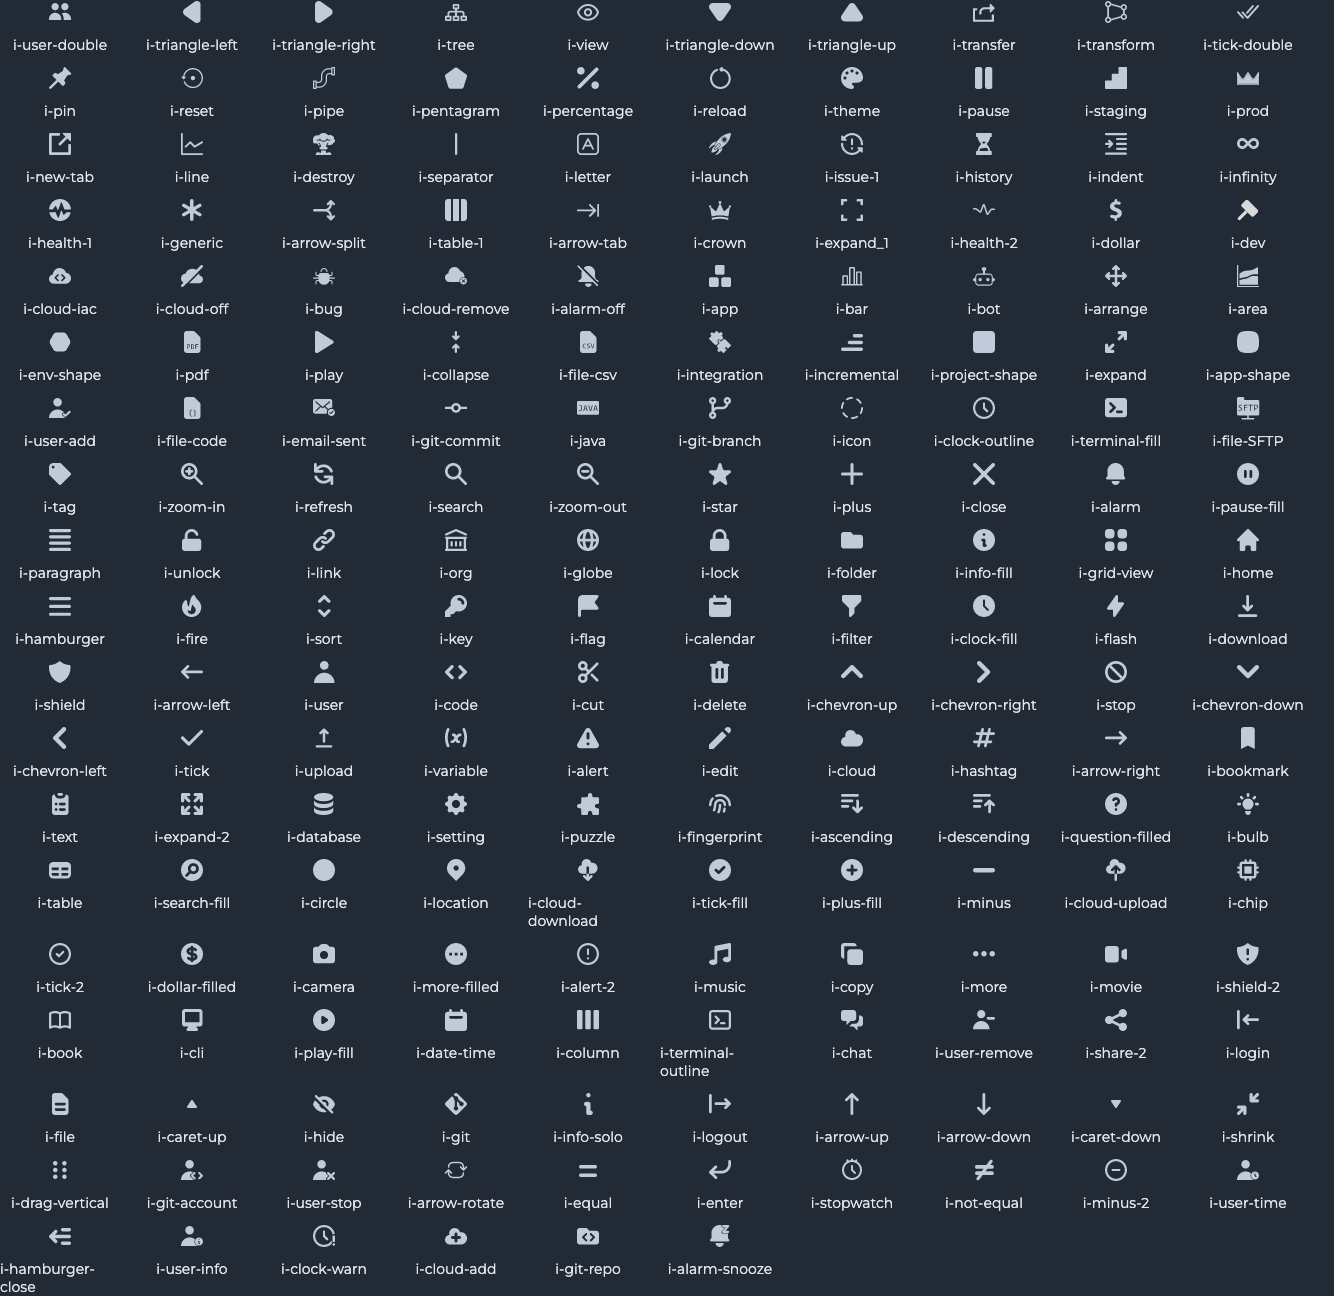 i-user-double i-triangle-left i-triangle-right i-tree i-view i-triangle-down i-triangle-up i-transfer i-transform i-tick-double
i-pin i-reset i-pipe i-pentagram i-percentage i-reload i-theme i-pause i-staging i-prod
A
i-new-tab i-line i-destroy i-separator i-letter i-launch i-issue-1 i-history i-indent i-infinity
i-health-1 i-generic i-arrow-split i-table-1 i-arrow-tab i-crown i-expand_1 i-health-2 i-dollar i-dev
i-cloud-iac i-cloud-off i-bug i-cloud-remove i-alarm-off i-app i-bar i-bot i-arrange i-area
PDF CSV
i-env-shape i-pdf i-play i-collapse i-file-csv i-integration i-incremental i-project-shape i-expand i-app-shape
JAVA SFTP
i-user-add i-file-code i-email-sent i-git-commit i-java i-git-branch i-icon i-clock-outline i-terminal-fill i-file-SFTP
i-tag i-zoom-in i-refresh i-search i-zoom-out i-star i-plus i-close i-alarm i-pause-fill
i-paragraph i-unlock i-link i-org i-globe i-lock i-folder i-info-fill i-grid-view i-home
i-hamburger i-fire i-sort i-key i-flag i-calendar i-filter i-clock-fill i-flash i-download
i-shield i-arrow-left i-user i-code i-cut i-delete i-chevron-up i-chevron-right i-stop i-chevron-down
(x)
i-chevron-left i-tick i-upload i-variable i-alert i-edit i-cloud i-hashtag i-arrow-right i-bookmark
i-text i-expand-2 i-database i-setting i-puzzle i-fingerprint i-ascending i-descending i-question-filled i-bulb
i-table i-search-fill i-circle i-location i-cloud- i-tick-fill i-plus-fill i-minus i-cloud-upload i-chip
download
i-tick-2 i-dollar-filled i-camera i-more-filled i-alert-2 i-music i-copy i-more i-movie i-shield-2
i-book i-cli i-play-fill i-date-time i-column i-terminal- i-chat i-user-remove i-share-2 i-login
outline
i-file i-caret-up i-hide i-git i-info-solo i-logout i-arrow-up i-arrow-down i-caret-down i-shrink
i-drag-vertical i-git-account i-user-stop i-arrow-rotate i-equal i-enter i-stopwatch i-not-equal i-minus-2 i-user-time
i-hamburger- i-user-info i-clock-warn i-cloud-add i-git-repo i-alarm-snooze
close